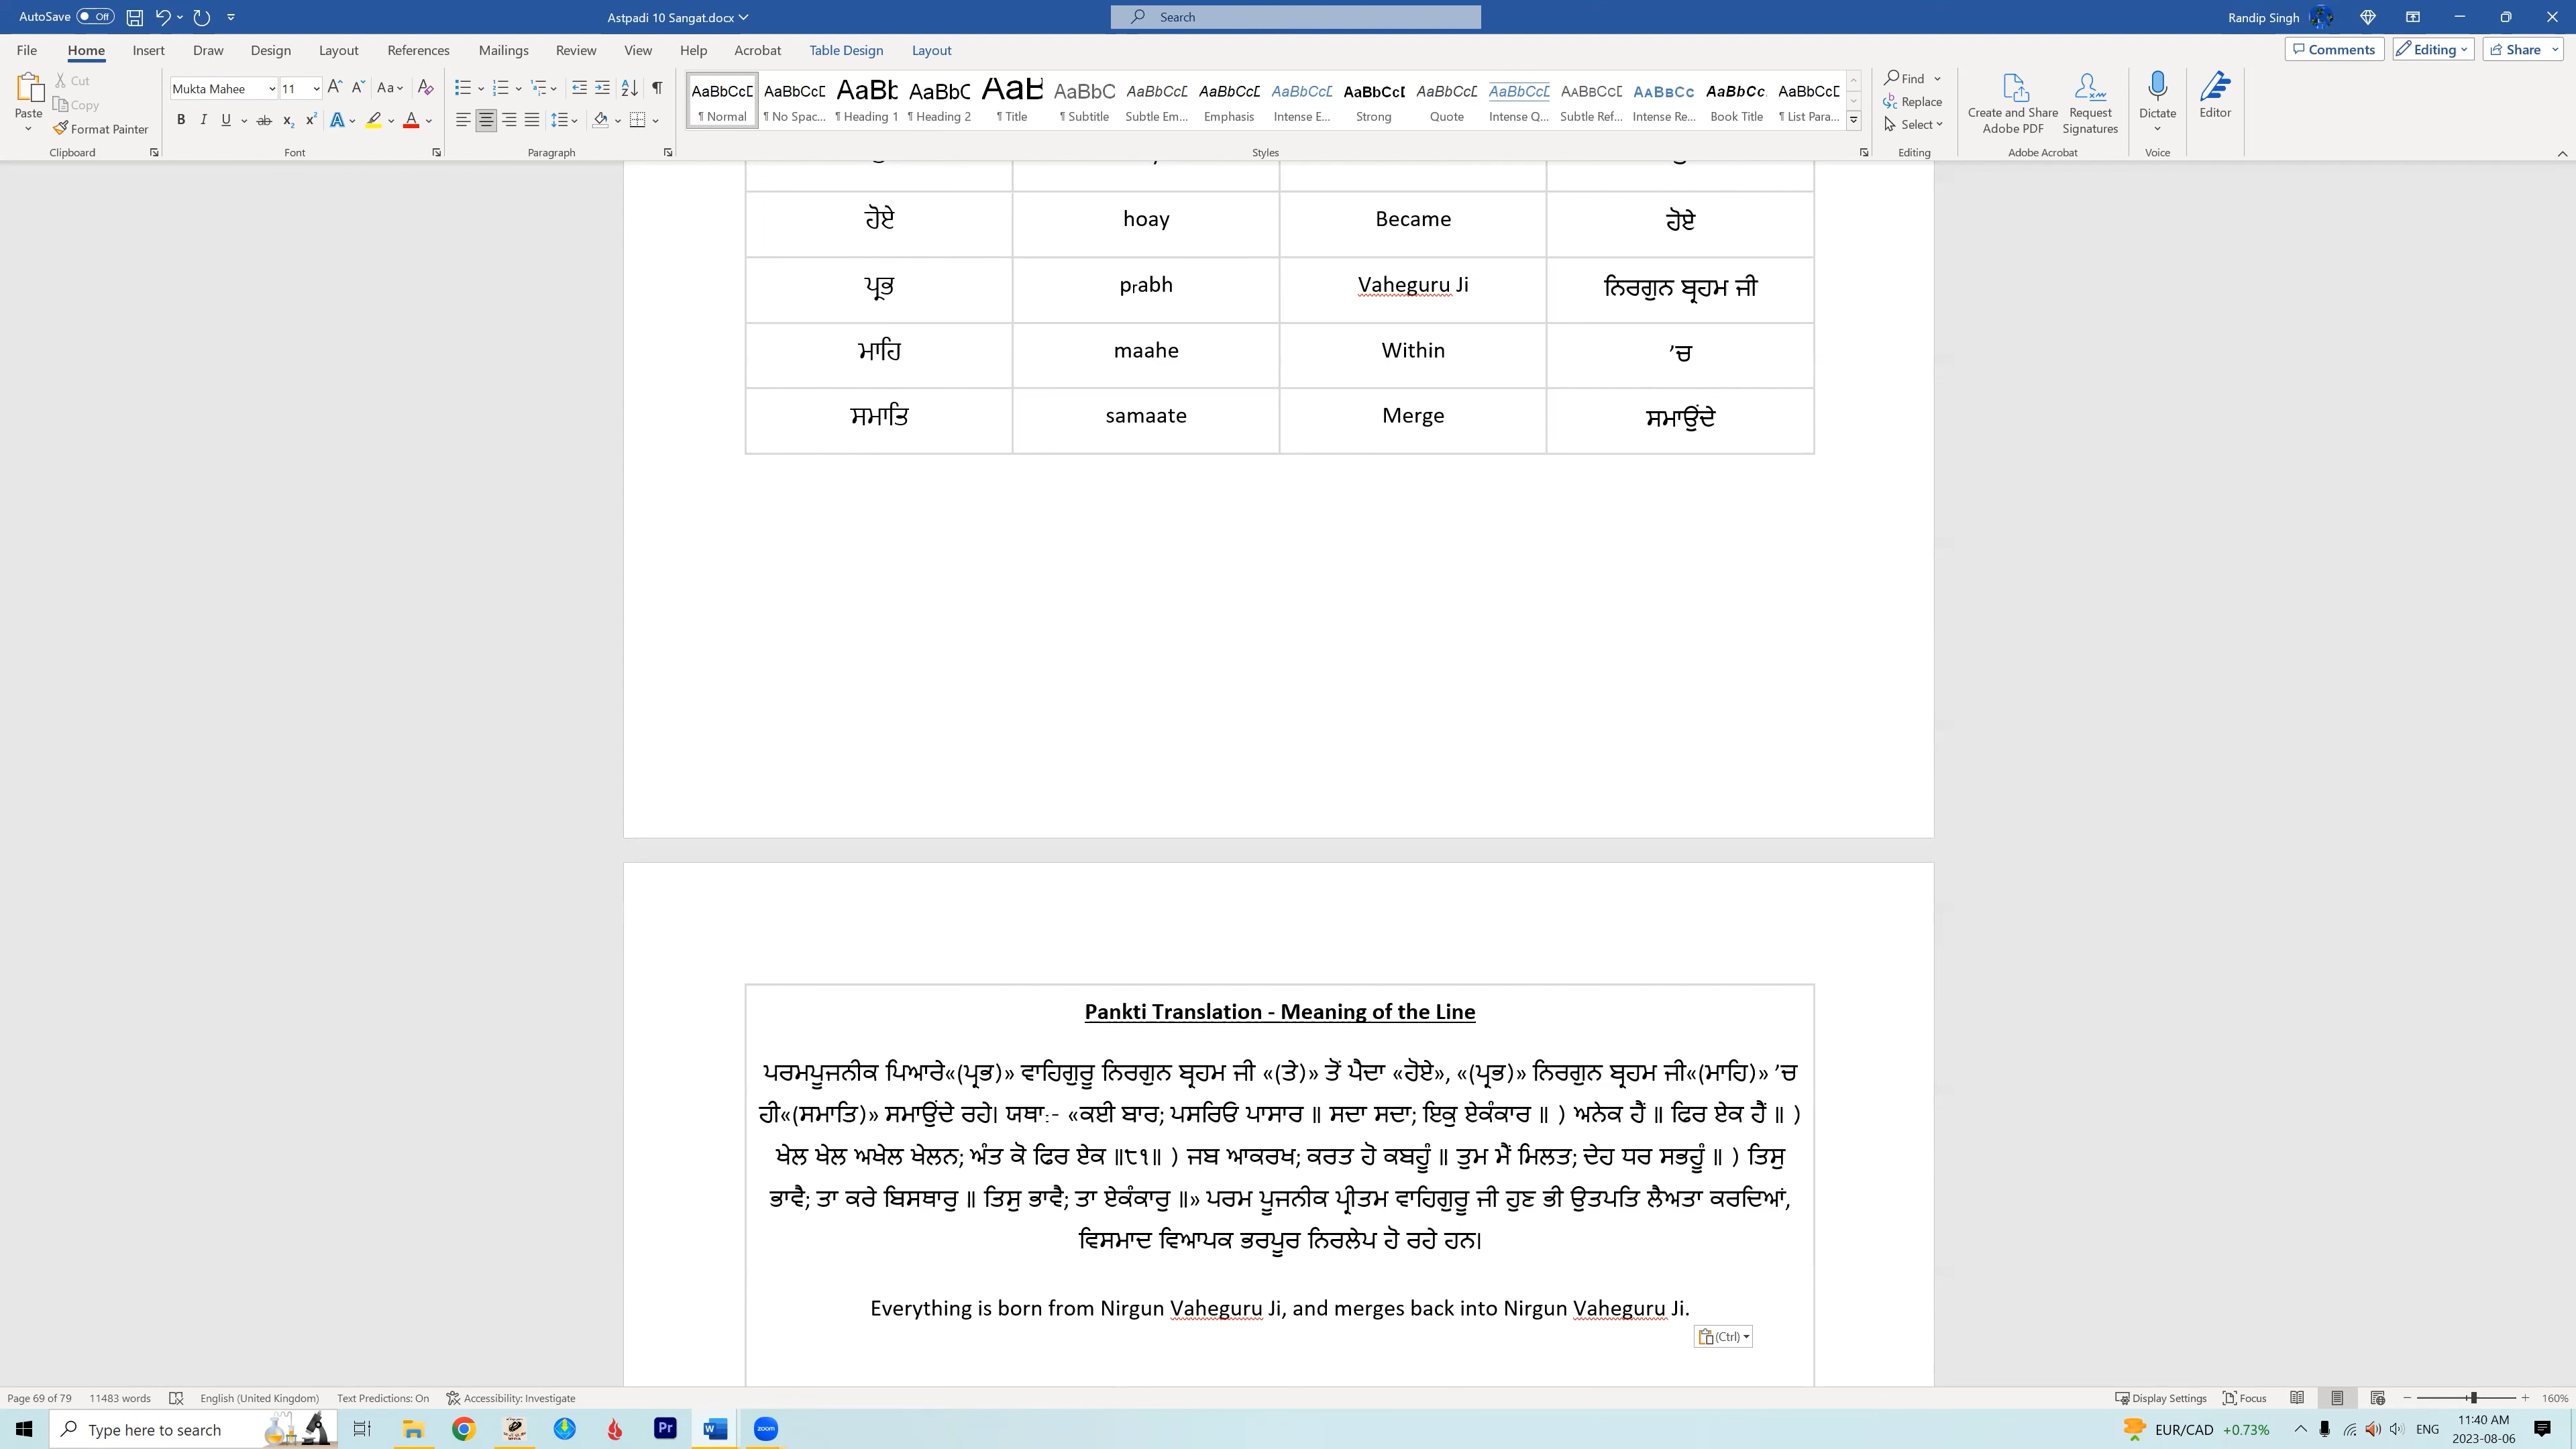 AutoSave Off
Astpadi 10 Sangat.docx
Search
Randip Singh
File Home Insert Draw Design Layout References Mailings Review View Help Acrobat Table Design Layout
Comments Editing Share
Paste
Cut
Copy
Format Painter
Clipboard
Mukta Mahee 11
Font
Paragraph
AaBbCcD AaBbCcD AaBb AaBbC AaB AaBbC AaBbCcD AaBbCcD AaBbCcD AaBbCcD AaBbCcD AaBbCcD AaBbCcD AaBbCc AaBbCc AaBbCcD
¶ Normal ¶ No Spac... ¶ Heading 1 ¶ Heading 2 ¶ Title ¶ Subtitle Subtle Em... Emphasis Intense E... Strong Quote Intense Q... Subtle Ref... Intense Re... Book Title ¶ List Para...
Styles
Find
Replace
Select
Editing
Create and Share Adobe PDF
Request Signatures
Adobe Acrobat
Dictate
Voice
Editor
ਹੋਏ hoay Became ਹੋਏ
ਪ੍ਰਭ prabh Vaheguru Ji ਨਿਰਗੁਨ ਬ੍ਰਹਮ ਜੀ
ਮਾਹਿ maahe Within ’ਚ
ਸਮਾਤਿ samaate Merge ਸਮਾਉਂਦੇ
Pankti Translation - Meaning of the Line
ਪਰਮਪੂਜਨੀਕ ਪਿਆਰੇ«(ਪ੍ਰਭ)» ਵਾਹਿਗੁਰੂ ਨਿਰਗੁਨ ਬ੍ਰਹਮ ਜੀ «(ਤੇ)» ਤੋਂ ਪੈਦਾ «ਹੋਏ», «(ਪ੍ਰਭ)» ਨਿਰਗੁਨ ਬ੍ਰਹਮ ਜੀ«(ਮਾਹਿ)» ’ਚ
ਹੀ«(ਸਮਾਤਿ)» ਸਮਾਉਂਦੇ ਰਹੇ। ਯਥਾ:- «ਕਈ ਬਾਰ; ਪਸਰਿਓ ਪਾਸਾਰ ॥ ਸਦਾ ਸਦਾ; ਇਕੁ ਏਕੰਕਾਰ ॥ ) ਅਨੇਕ ਹੈਂ ॥ ਫਿਰ ਏਕ ਹੈਂ ॥ )
ਖੇਲ ਖੇਲ ਅਖੇਲ ਖੇਲਨ; ਅੰਤ ਕੋ ਫਿਰ ਏਕ ॥੮੧॥ ) ਜਬ ਆਕਰਖ; ਕਰਤ ਹੋ ਕਬਹੂੰ ॥ ਤੁਮ ਮੈਂ ਮਿਲਤ; ਦੇਹ ਧਰ ਸਭਹੂੰ ॥ ) ਤਿਸੁ
ਭਾਵੈ; ਤਾ ਕਰੇ ਬਿਸਥਾਰੁ ॥ ਤਿਸੁ ਭਾਵੈ; ਤਾ ਏਕੰਕਾਰੁ ॥» ਪਰਮ ਪੂਜਨੀਕ ਪ੍ਰੀਤਮ ਵਾਹਿਗੁਰੂ ਜੀ ਹੁਣ ਭੀ ਉਤਪਤਿ ਲੈਅਤਾ ਕਰਦਿਆਂ,
ਵਿਸਮਾਦ ਵਿਆਪਕ ਭਰਪੂਰ ਨਿਰਲੇਪ ਹੋ ਰਹੇ ਹਨ।
Everything is born from Nirgun Vaheguru Ji, and merges back into Nirgun Vaheguru Ji.
(Ctrl)
Page 69 of 79 11483 words English (United Kingdom) Text Predictions: On Accessibility: Investigate Display Settings Focus 160%
Type here to search
Pr
zoom
EUR/CAD +0.73%
ENG
11:40 AM
2023-08-06